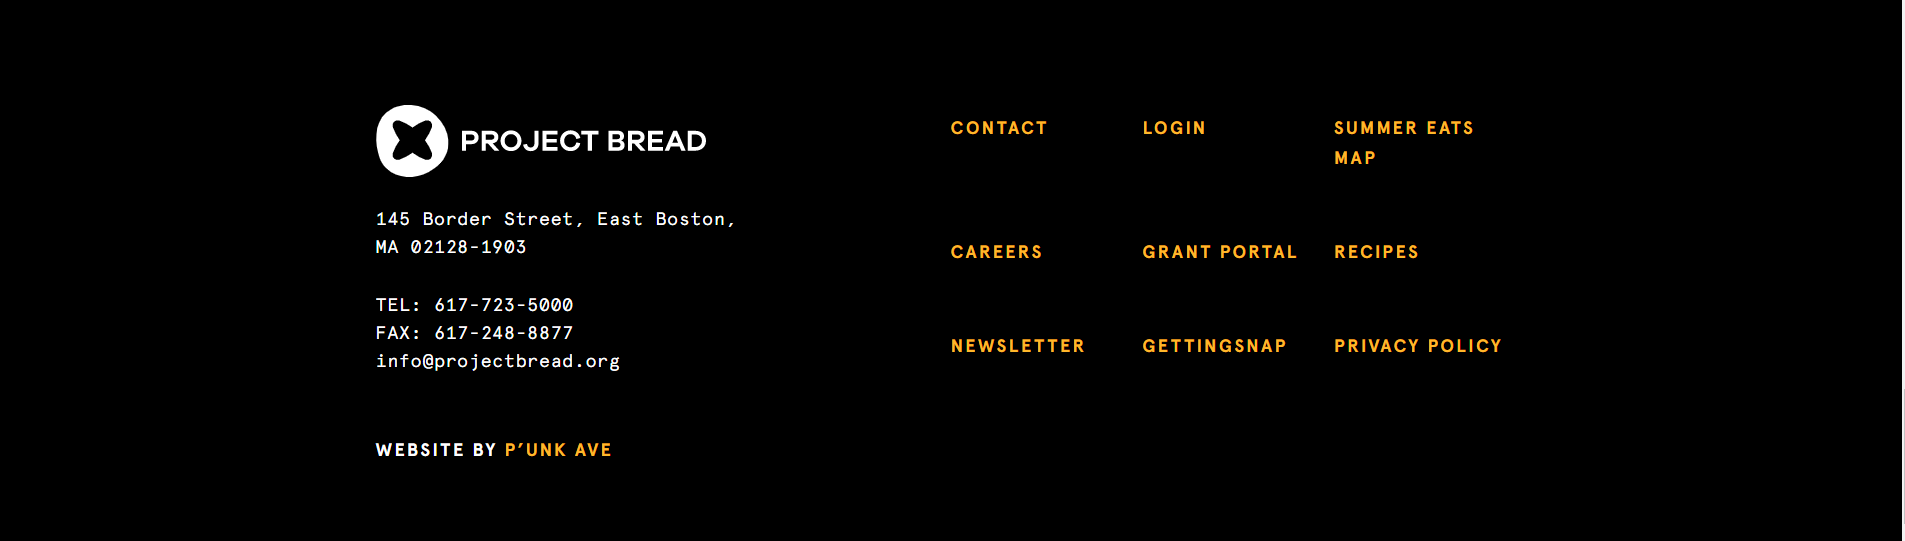 PROJECT BREAD
145 Border Street, East Boston,
MA 02128-1903
TEL: 617-723-5000
FAX: 617-248-8877
info@projectbread.org
WEBSITE BY P’UNK AVE
CONTACT
LOGIN
SUMMER EATS
MAP
CAREERS
GRANT PORTAL
RECIPES
NEWSLETTER
GETTINGSNAP
PRIVACY POLICY